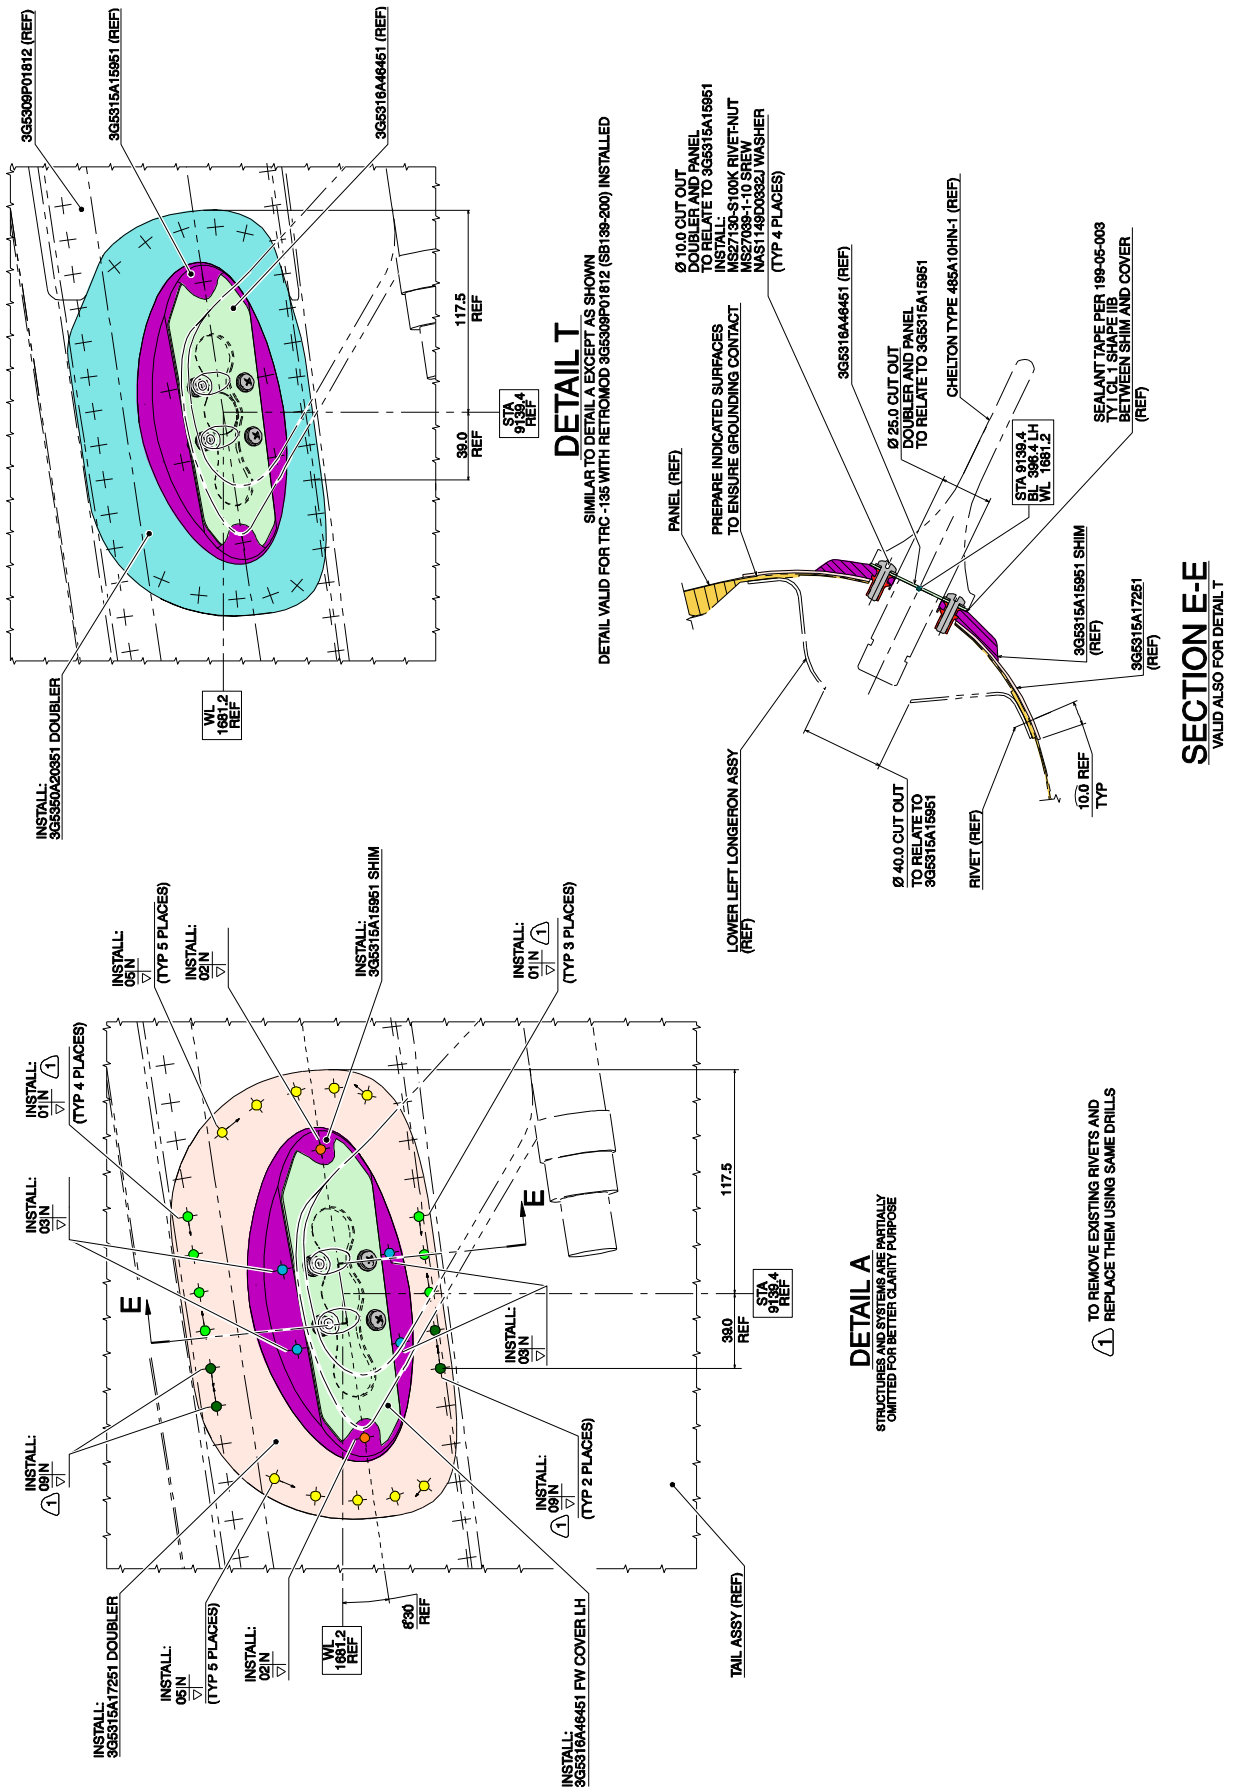 INSTALL:
3G5315A17251 DOUBLER
INSTALL:
05 N
(TYP 5 PLACES)
INSTALL:
02 N
WL
1681.2
REF
8°30'
REF
INSTALL:
3G5316A46451 FW COVER LH
TAIL ASSY (REF)
INSTALL:
09 N
1
INSTALL:
03 N
INSTALL:
01 N
1
(TYP 4 PLACES)
INSTALL:
05 N
(TYP 5 PLACES)
INSTALL:
02 N
INSTALL:
3G5315A15951 SHIM
INSTALL:
01 N
1
(TYP 3 PLACES)
E
E
INSTALL:
03 N
INSTALL:
09 N
1
(TYP 2 PLACES)
39.0
REF
117.5
STA
9139.4
REF
DETAIL A
STRUCTURES AND SYSTEMS ARE PARTIALLY
OMITTED FOR BETTER CLARITY PURPOSE
1
TO REMOVE EXISTING RIVETS AND
REPLACE THEM USING SAME DRILLS
INSTALL:
3G5350A20351 DOUBLER
WL
1681.2
REF
3G5309P01812 (REF)
3G5315A15951 (REF)
3G5316A46451 (REF)
39.0
REF
117.5
REF
STA
9139.4
REF
DETAIL T
SIMILAR TO DETAIL A EXCEPT AS SHOWN
DETAIL VALID FOR TRC -135 WITH RETROMOD 3G5309P01812 (SB139-200) INSTALLED
LOWER LEFT LONGERON ASSY
(REF)
PANEL (REF)
PREPARE INDICATED SURFACES
TO ENSURE GROUNDING CONTACT
Ø 10.0 CUT OUT
DOUBLER AND PANEL
TO RELATE TO 3G5315A15951
INSTALL:
MS27130-S100K RIVET-NUT
MS27039-1-10 SREW
NAS1149D0332J WASHER
(TYP 4 PLACES)
3G5316A46451 (REF)
Ø 25.0 CUT OUT
DOUBLER AND PANEL
TO RELATE TO 3G5315A15951
CHELTON TYPE 485A10HN-1 (REF)
STA 9139.4
BL 396.4 LH
WL 1681.2
SEALANT TAPE PER 199-05-003
TY I CL 1 SHAPE IIB
BETWEEN SHIM AND COVER
(REF)
3G5315A15951 SHIM
(REF)
3G5315A17251
(REF)
Ø 40.0 CUT OUT
TO RELATE TO
3G5315A15951
RIVET (REF)
10.0 REF
TYP
SECTION E-E
VALID ALSO FOR DETAIL T